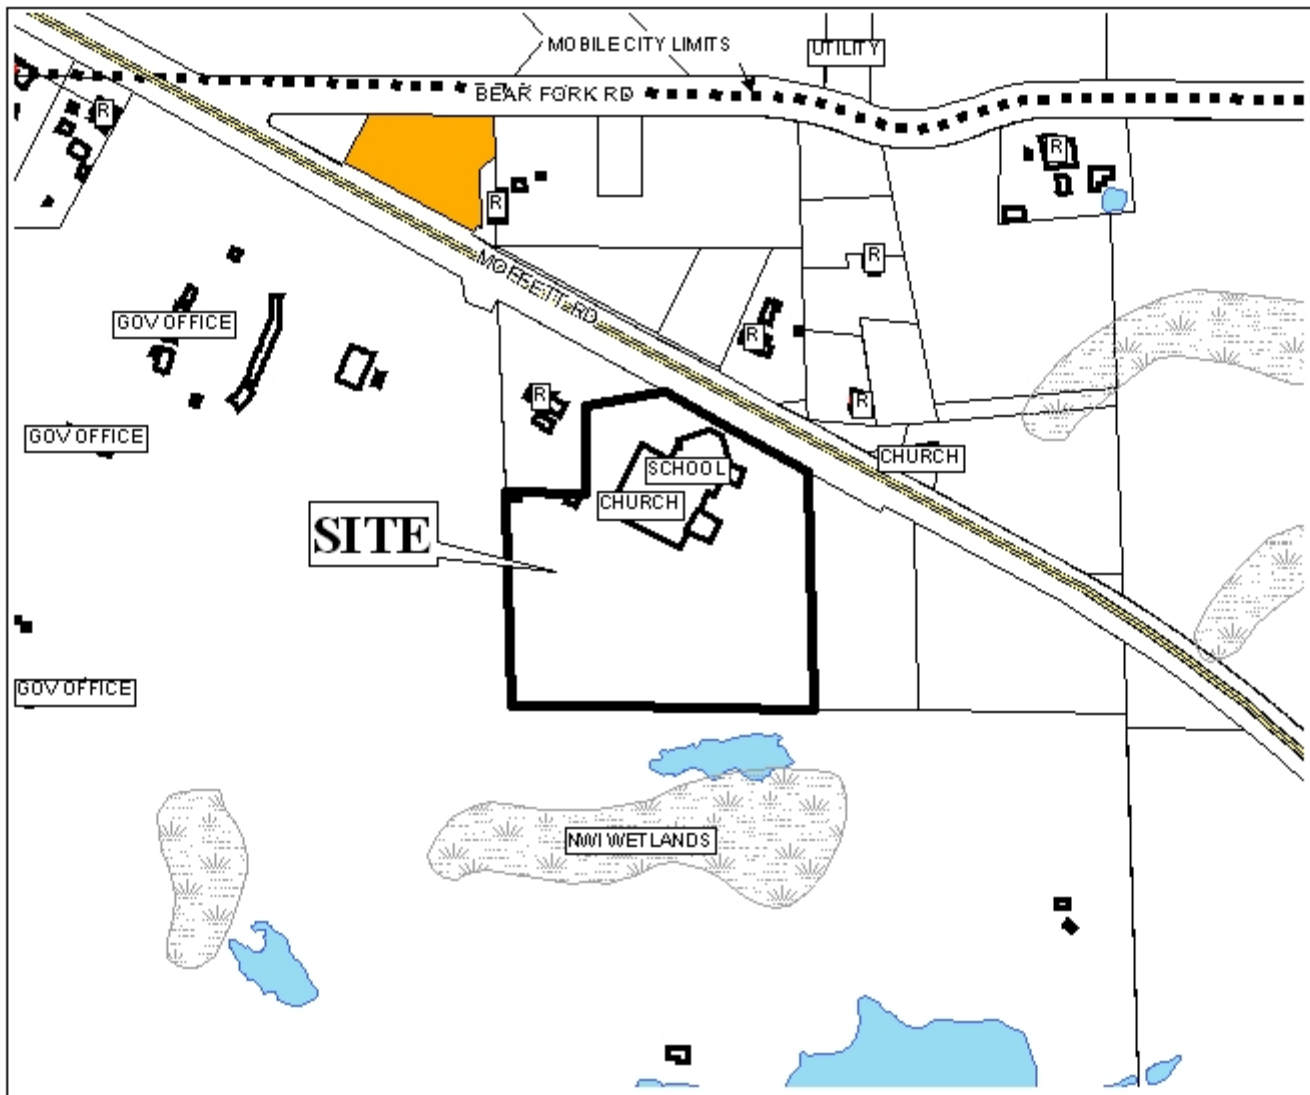 MOBILE CITY LIMITS
UTILITY
BEAR FORK RD
R
R
R
R
MOFFETT RD
GOV OFFICE
R
R
R
GOV OFFICE
CHURCH
SCHOOL
CHURCH
SITE
GOV OFFICE
NWI WETLANDS